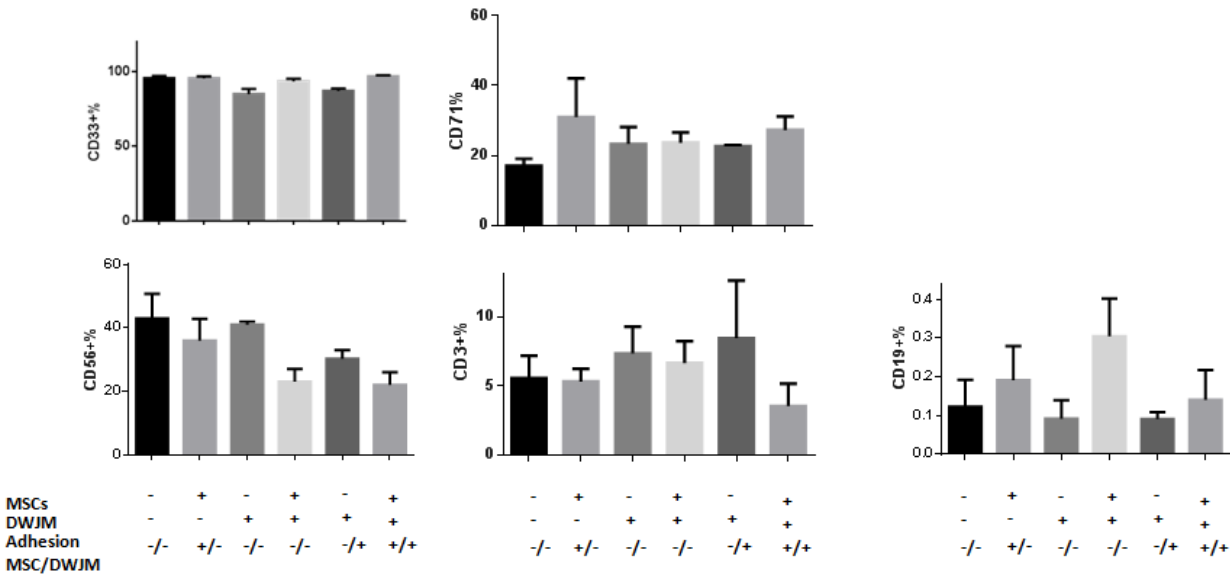 100
50
0
CD33+%
60
40
20
0
CD71%
60
40
20
0
CD56+%
10
5
0
CD3+%
0.4
0.3
0.2
0.1
0.0
CD19+%
MSCs - + - + - + - + - + - + - + - + - +
DWJM - - + + + + - - + + + + - - + + + +
Adhesion -/- +/- -/- -/- -/+ +/+ -/- +/- -/- -/- -/+ +/+ -/- +/- -/- -/- -/+ +/+
MSC/DWJM